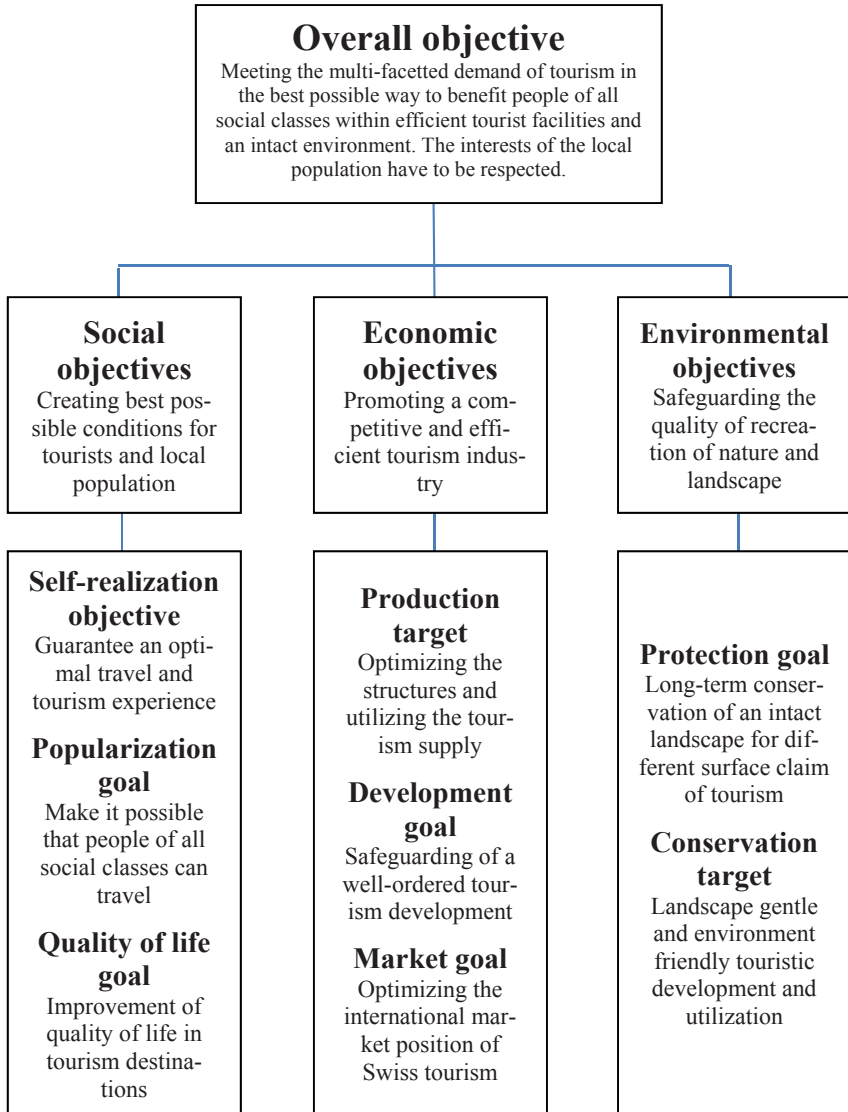 Overall objective
Meeting the multi-facetted demand of tourism in
the best possible way to benefit people of all
social classes within efficient tourist facilities and
an intact environment. The interests of the local
population have to be respected.
Social
objectives
Creating best pos-
sible conditions for
tourists and local
population
Economic
objectives
Promoting a com-
petitive and effi-
cient tourism indus-
try
Environmental
objectives
Safeguarding the
quality of recrea-
tion of nature and
landscape
Self-realization
objective
Guarantee an opti-
mal travel and
tourism experience
Popularization
goal
Make it possible
that people of all
social classes can
travel
Quality of life
goal
Improvement of
quality of life in
tourism destina-
tions
Production
target
Optimizing the
structures and
utilizing the tour-
ism supply
Development
goal
Safeguarding of a
well-ordered tour-
ism development
Market goal
Optimizing the
international mar-
ket position of
Swiss tourism
Protection goal
Long-term conser-
vation of an intact
landscape for dif-
ferent surface claim
of tourism
Conservation
target
Landscape gentle
and environment
friendly touristic
development and
utilization